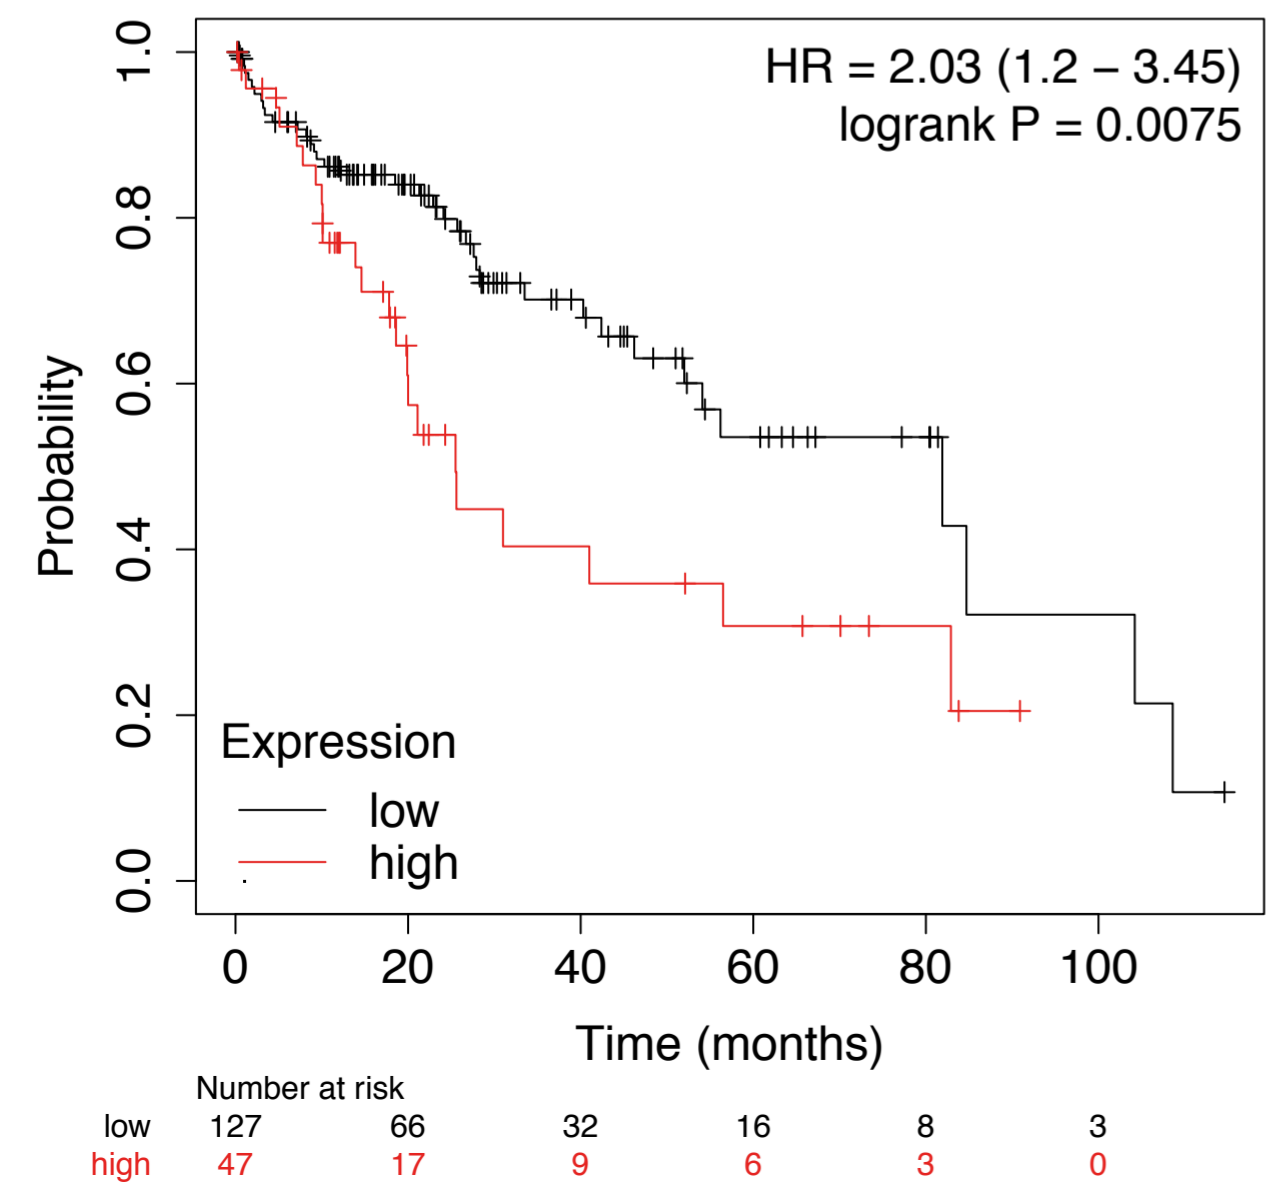 HR = 2.03 (1.2 − 3.45)
logrank P = 0.0075
Probability
1.0
0.8
0.6
0.4
0.2
0.0
Expression
low
high
0 20 40 60 80 100
Time (months)
Number at risk
low 127 66 32 16 8 3
high 47 17 9 6 3 0